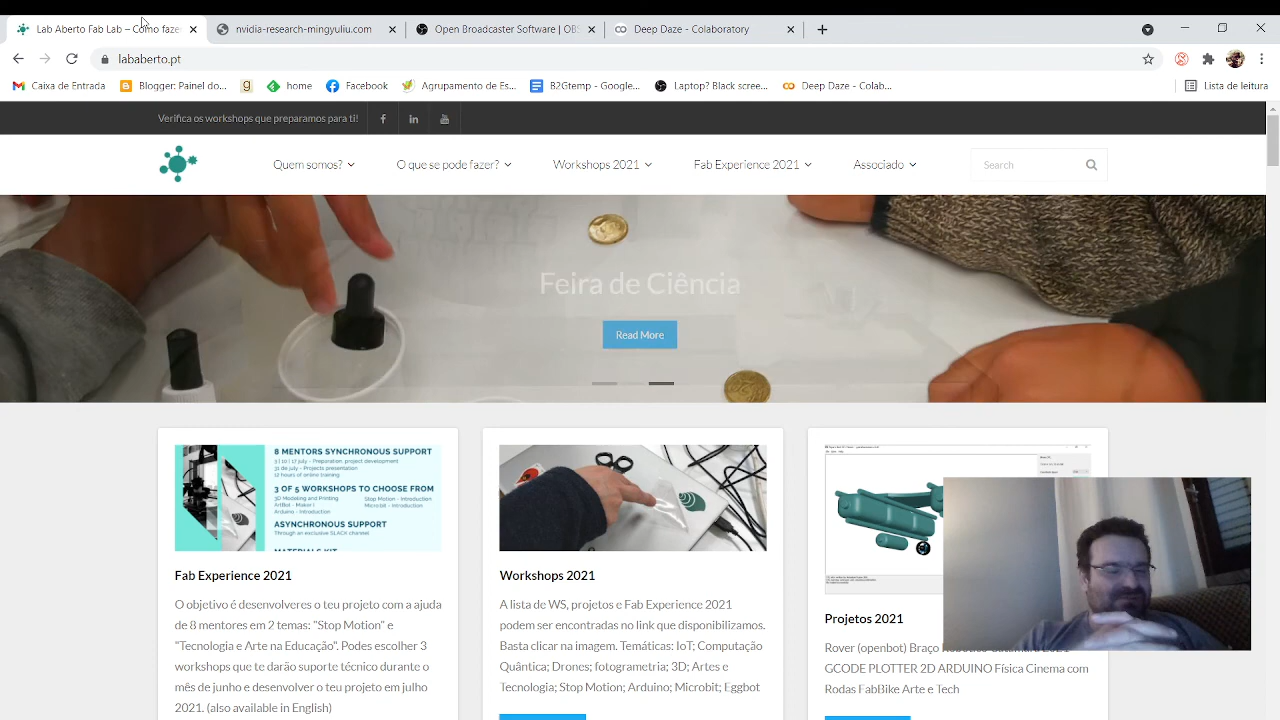 Lab Aberto Fab Lab – Como faze
nvidia-research-mingyuliu.com
Open Broadcaster Software | OBS
Deep Daze - Colaboratory
lababerto.pt
Caixa de Entrada
Blogger: Painel do...
home
Facebook
Agrupamento de Es...
B2Gtemp - Google...
Laptop? Black scree...
Deep Daze - Colab...
Lista de leitura
Verifica os workshops que preparamos para ti!
Quem somos?
O que se pode fazer?
Workshops 2021
Fab Experience 2021
Associado
Search
Feira de Ciência
Read More
8 MENTORS SYNCHRONOUS SUPPORT
3 | 10 | 17 july - Preparation, project development
31 de july - Projects presentation
12 hours of online training
3 OF 5 WORKSHOPS TO CHOOSE FROM
3D Modeling and Printing
Stop Motion - Introduction
ArtBot - Maker I
Micro:bit - Introduction
Arduino - Introduction
ASYNCHRONOUS SUPPORT
Through an exclusive SLACK channel
MATERIALS KIT
Fab Experience 2021
O objetivo é desenvolveres o teu projeto com a ajuda
de 8 mentores em 2 temas: "Stop Motion" e
"Tecnologia e Arte na Educação". Podes escolher 3
workshops que te darão suporte teórico durante o
mês de junho e desenvolver o teu projeto em julho
2021. (also available in English)
Workshops 2021
A lista de WS, projetos e Fab Experience 2021
podem ser encontradas no link que disponibilizamos.
Basta clicar na imagem. Temáticas: IoT; Computação
Quântica; Drones; fotogrametria; 3D; Artes e
Tecnologia; Stop Motion; Arduino; Microbit; Eggbot
Projetos 2021
Rover (openbot) Braço
GCODE PLOTTER 2D ARDUINO Física Cinema com
Rodas FabBike Arte e Tech